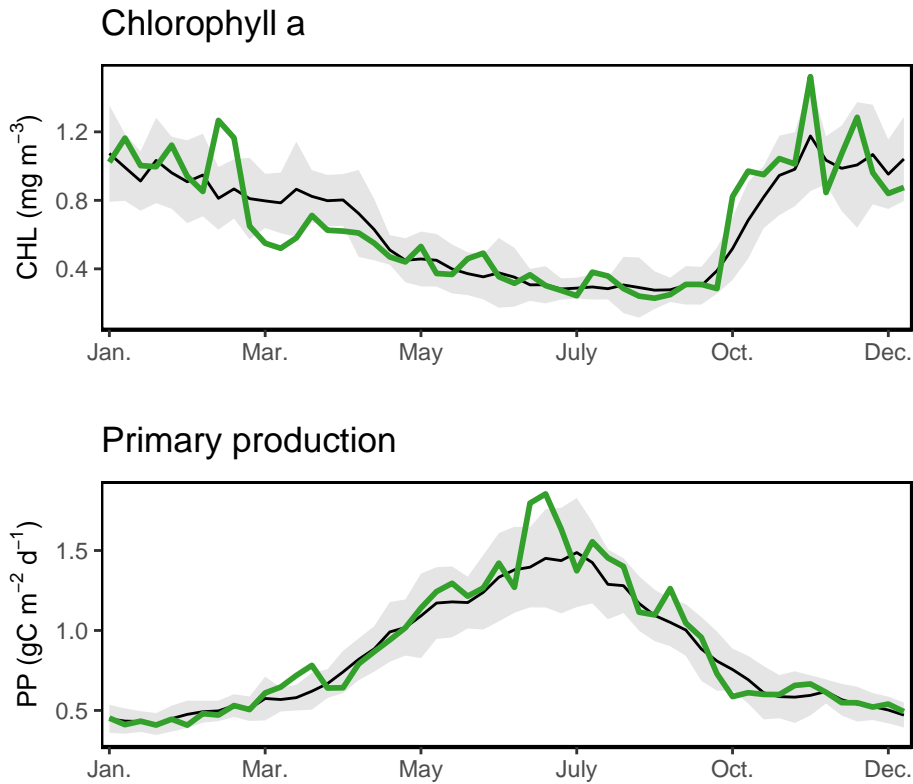 Chlorophyll a
CHL (mg m⁻³)
1.2
0.8
0.4
Jan. Mar. May July Oct. Dec.
Primary production
PP (gC m⁻² d⁻¹)
1.5
1.0
0.5
Jan. Mar. May July Oct. Dec.